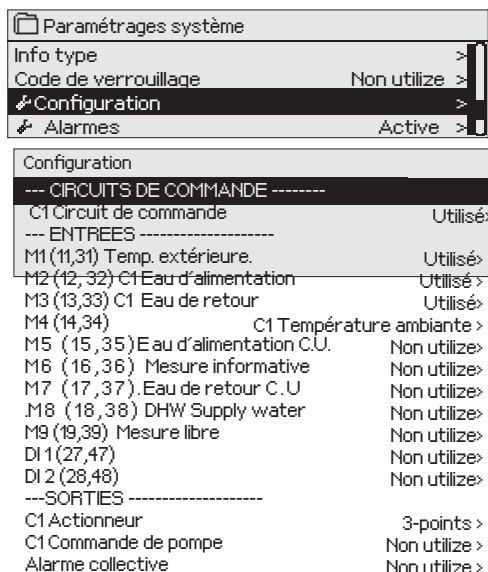 Paramétrages système
Info type >
Code de verrouillage Non utilize >
Configuration >
Alarmes Active >
Configuration
--- CIRCUITS DE COMMANDE --------
C1 Circuit de commande Utilisé>
--- ENTREES --------------------
M1 (11,31) Temp. extérieure. Utilisé>
M2 (12, 32) C1 Eau d´alimentation Utilisé >
M3 (13,33) C1 Eau de retour Utilisé>
M4 (14,34) C1 Température ambiante >
M5 (15,35) Eau d´alimentation C.U. Non utilize>
M6 (16,36) Mesure informative Non utilize>
M7 (17,37).Eau de retour C.U Non utilize>
.M8 (18,38) DHW Supply water Non utilize>
M9 (19,39) Mesure libre Non utilize>
DI 1 (27,47) Non utilize>
DI 2 (28,48) Non utilize>
---SORTIES --------------------
C1 Actionneur 3-points >
C1 Commande de pompe Non utilize >
Alarme collective Non utilize >